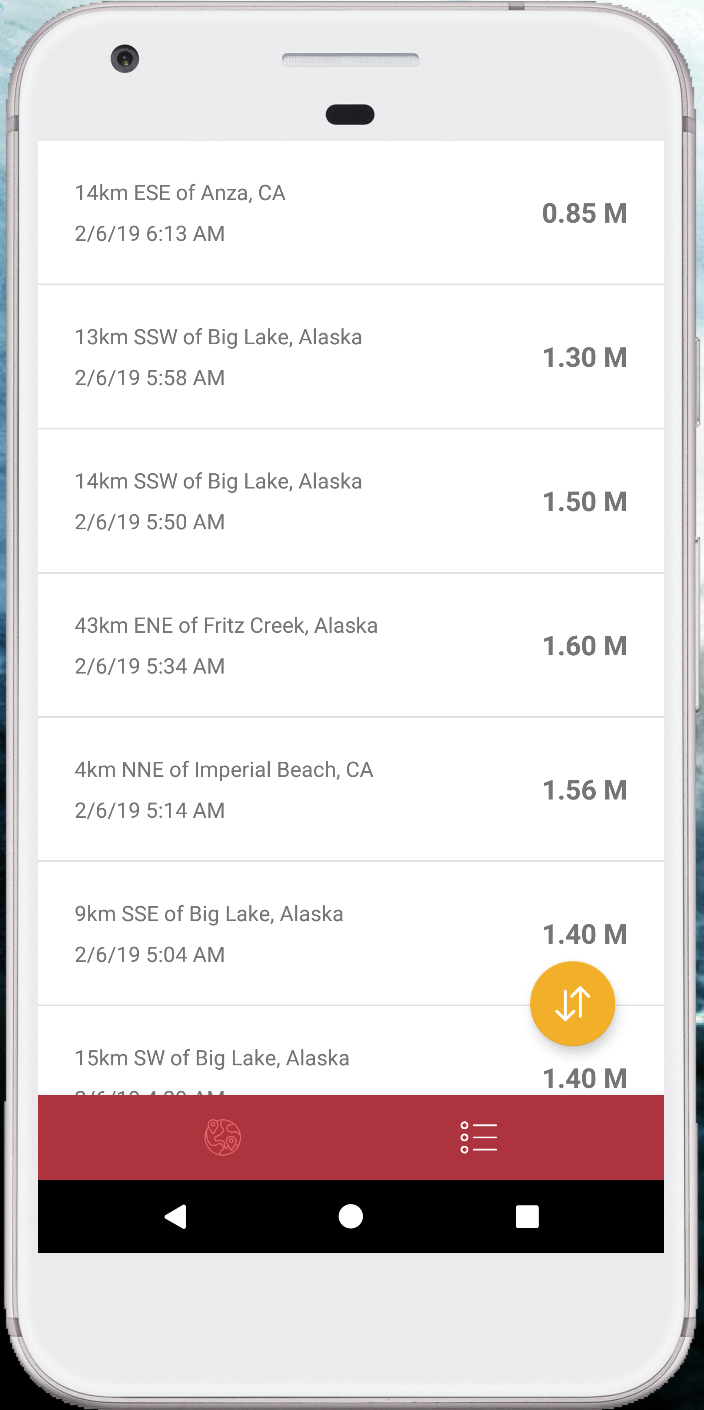 14km ESE of Anza, CA
0.85 M
2/6/19 6:13 AM
13km SSW of Big Lake, Alaska
1.30 M
2/6/19 5:58 AM
14km SSW of Big Lake, Alaska
1.50 M
2/6/19 5:50 AM
43km ENE of Fritz Creek, Alaska
1.60 M
2/6/19 5:34 AM
4km NNE of Imperial Beach, CA
1.56 M
2/6/19 5:14 AM
9km SSE of Big Lake, Alaska
1.40 M
2/6/19 5:04 AM
15km SW of Big Lake, Alaska
1.40 M